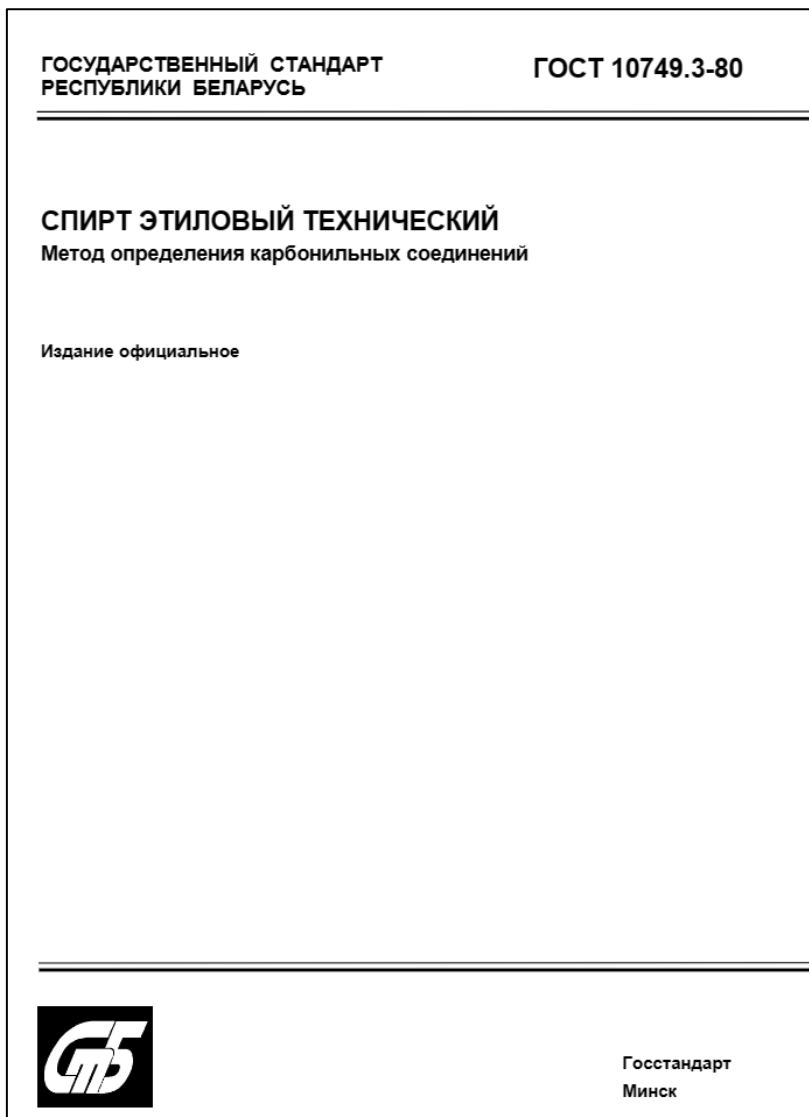 ГОСУДАРСТВЕННЫЙ СТАНДАРТ
РЕСПУБЛИКИ БЕЛАРУСЬ
ГОСТ 10749.3-80
СПИРТ ЭТИЛОВЫЙ ТЕХНИЧЕСКИЙ
Метод определения карбонильных соединений
Издание официальное
СТБ
Госстандарт
Минск